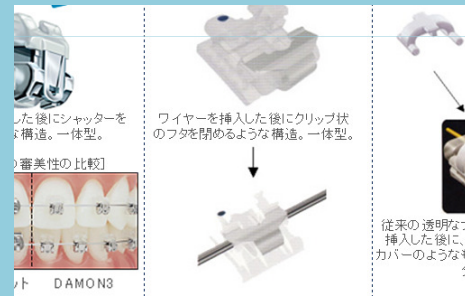 した後にシャッターを
な構造。一体型。
審美性の比較]
ット DAMON3
ワイヤーを挿入した後にクリップ状
のフタを閉めるような構造。一体型。
従来の透明な
挿入した後に、
カバーのような